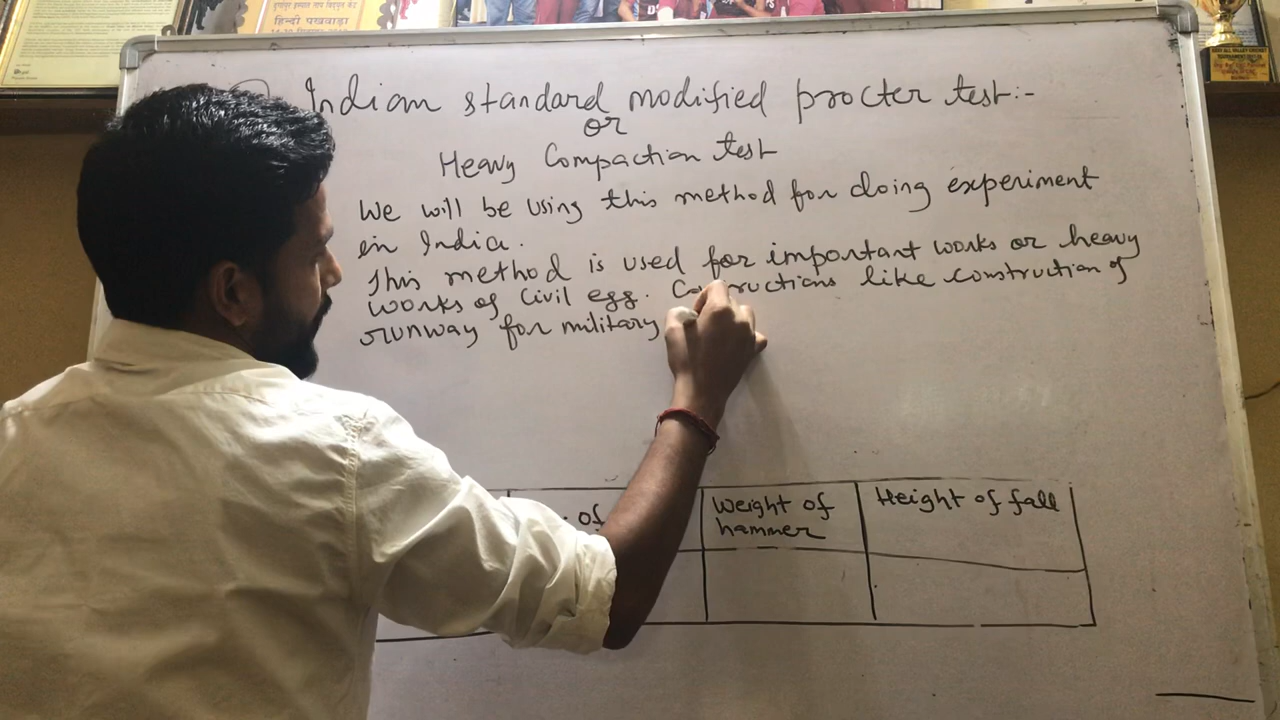 हिन्दी पखवाड़ा
Indian standard modified procter test:-
or
Heavy Compaction test
We will be using this method for doing experiment
in India.
This method is used for important works or heavy
works of Civil egg. Constructions like construction of
runway for military
of
Weight of
hammer
Height of fall